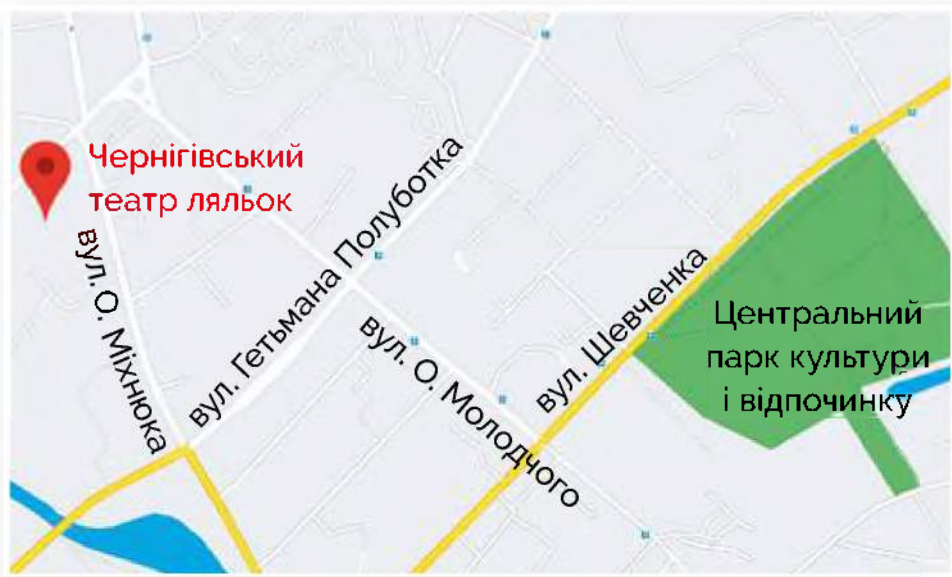 Чернігівський
театр ляльок
вул. О. Міхнюка
вул. Гетьмана Полуботка
вул. О. Молодчого
вул. Шевченка
Центральний
парк культури
і відпочинку